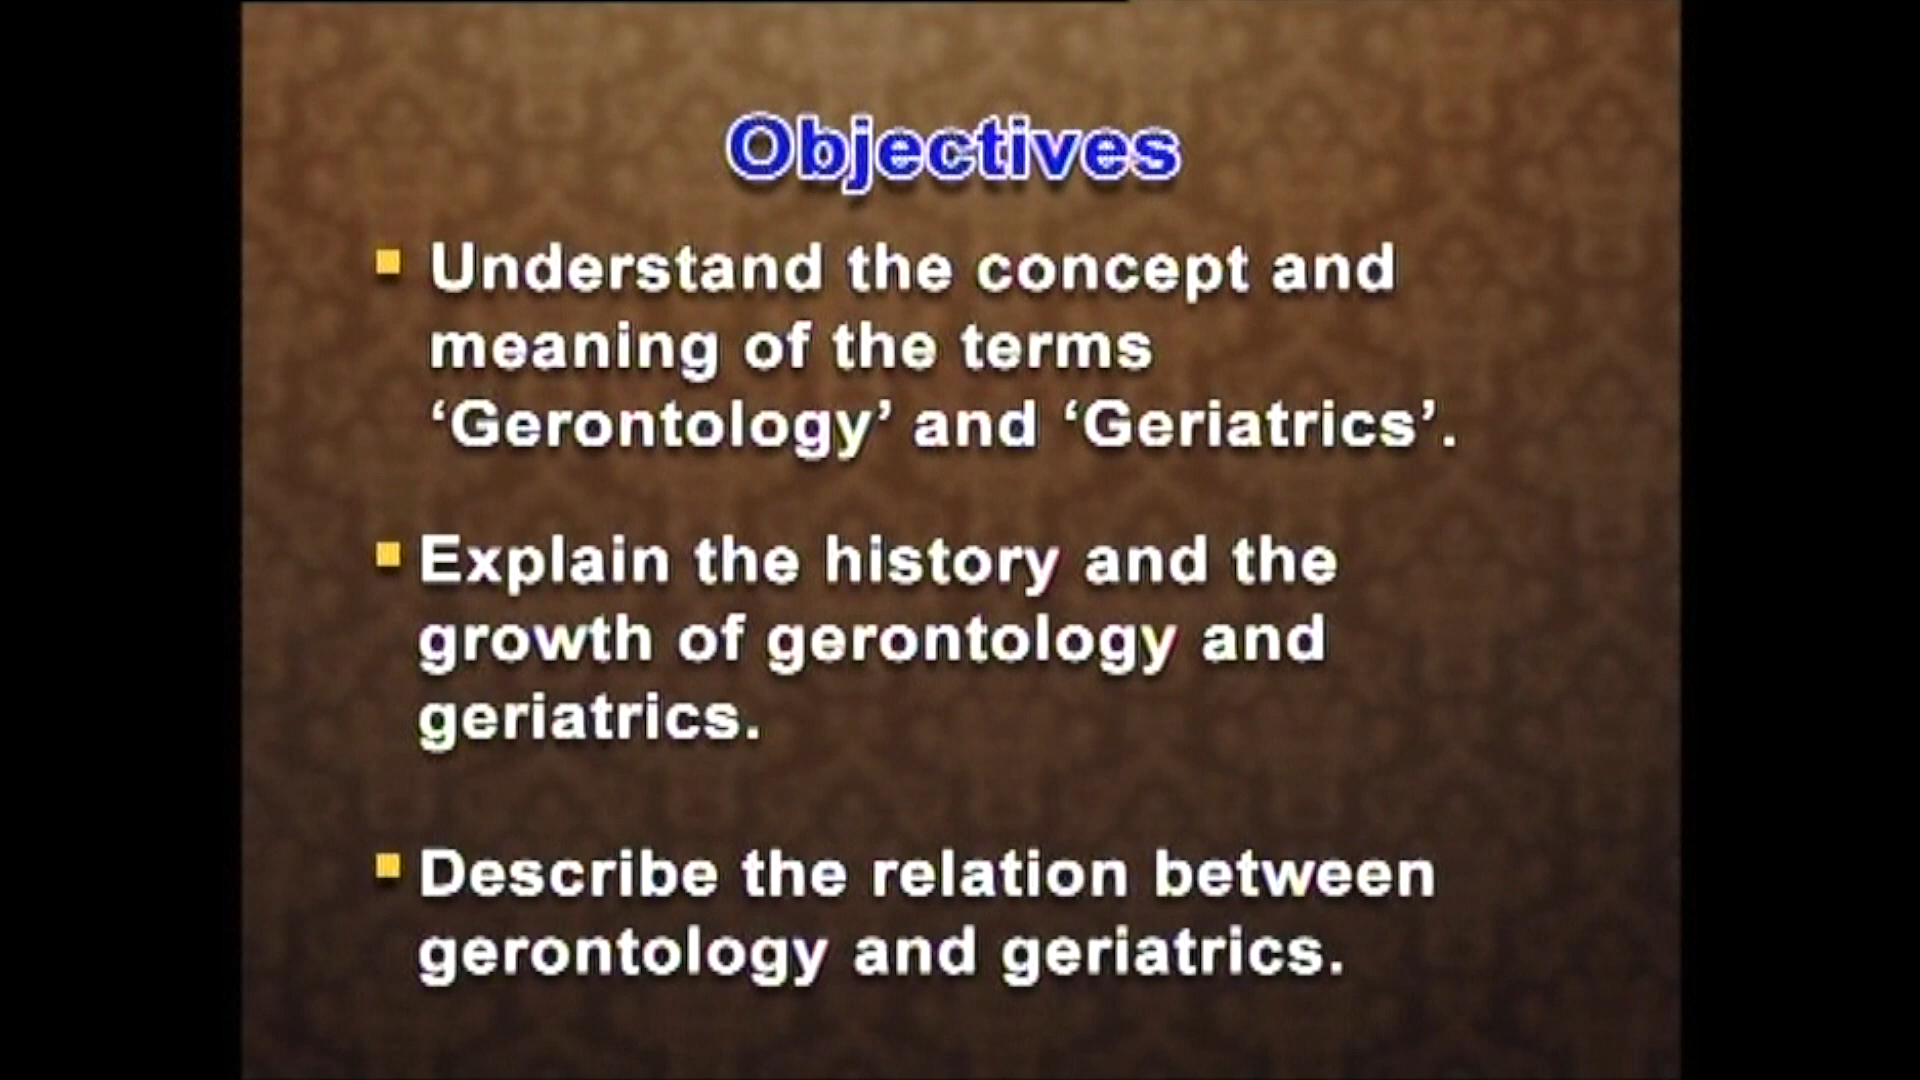 Objectives
Understand the concept and
meaning of the terms
‘Gerontology’ and ‘Geriatrics’.
Explain the history and the
growth of gerontology and
geriatrics.
Describe the relation between
gerontology and geriatrics.